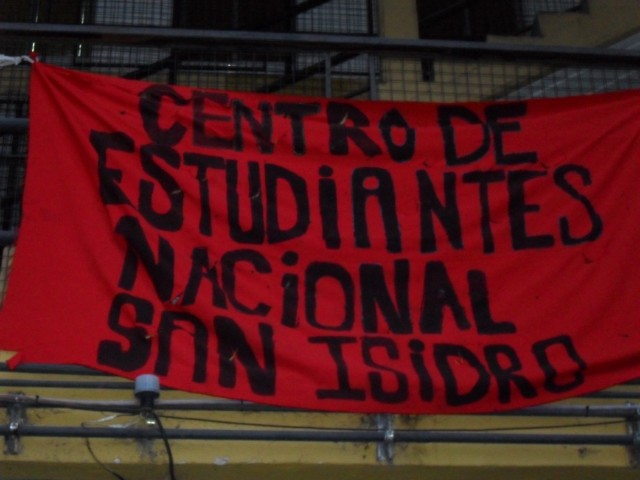 CENTRO DE
ESTUDIANTES
NACIONAL
SAN ISIDRO